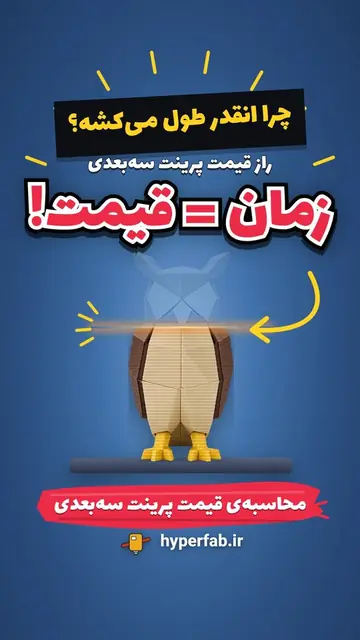 چرا انقدر طول می‌کشه؟
راز قیمت پرینت سه‌بعدی
زمان = قیمت!
محاسبه‌ی قیمت پرینت سه‌بعدی
hyperfab.ir